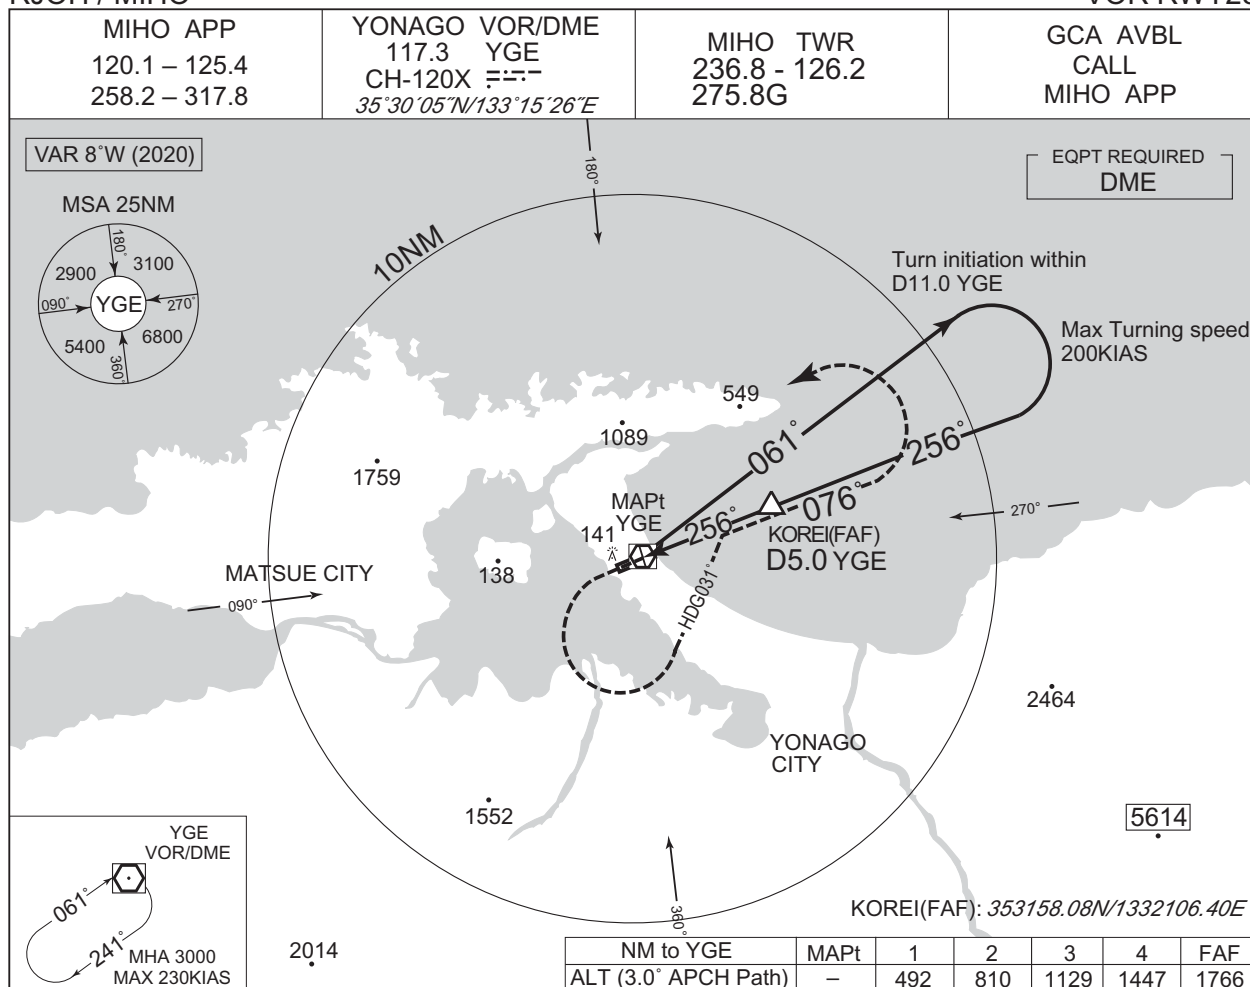 MIHO APP
120.1 – 125.4
258.2 – 317.8
YONAGO VOR/DME
117.3 YGE
CH-120X
35°30´05˝N/133°15´26˝E
MIHO TWR
236.8 - 126.2
275.8G
GCA AVBL
CALL
MIHO APP
VAR 8°W (2020)
EQPT REQUIRED
DME
MSA 25NM
180°
2900
3100
090°
YGE
270°
5400
6800
360°
180°
10NM
Turn initiation within
D11.0 YGE
Max Turning speed
200KIAS
549
1089
061°
256°
1759
MAPt
YGE
256°
076°
270°
141
KOREI(FAF)
D5.0 YGE
138
MATSUE CITY
090°
HDG031°
2464
YONAGO
CITY
1552
5614
YGE
VOR/DME
061°
241°
MHA 3000
MAX 230KIAS
2014
360°
KOREI(FAF): 353158.08N/1332106.40E
NM to YGE MAPt 1 2 3 4 FAF
ALT (3.0° APCH Path) – 492 810 1129 1447 1766